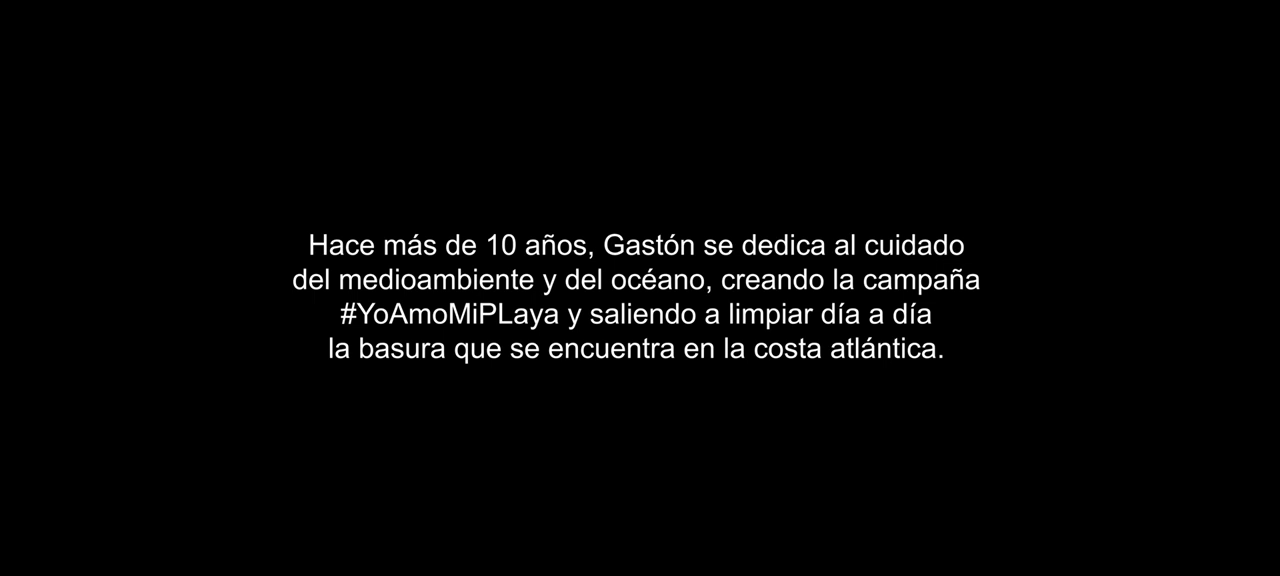 Hace más de 10 años, Gastón se dedica al cuidado
del medioambiente y del océano, creando la campaña
#YoAmoMiPLaya y saliendo a limpiar día a día
la basura que se encuentra en la costa atlántica.